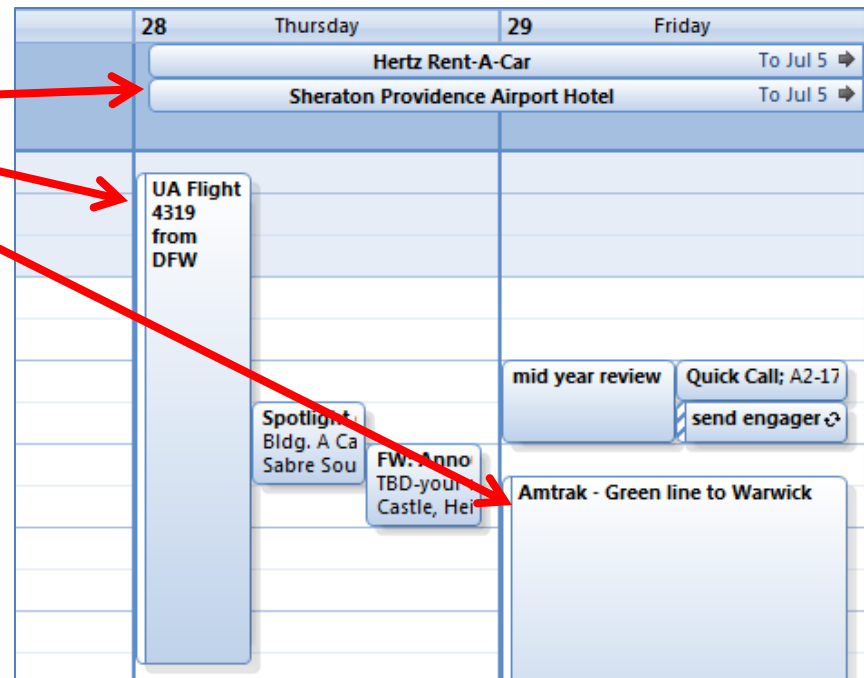 28 Thursday 29 Friday
Hertz Rent-A-Car To Jul 5
Sheraton Providence Airport Hotel To Jul 5
UA Flight
4319
from
DFW
Spotlight
Bldg. A Ca
Sabre Sou
FW: Anno
TBD-your
Castle, Hei
mid year review
Quick Call; A2-17
send engager
Amtrak - Green line to Warwick